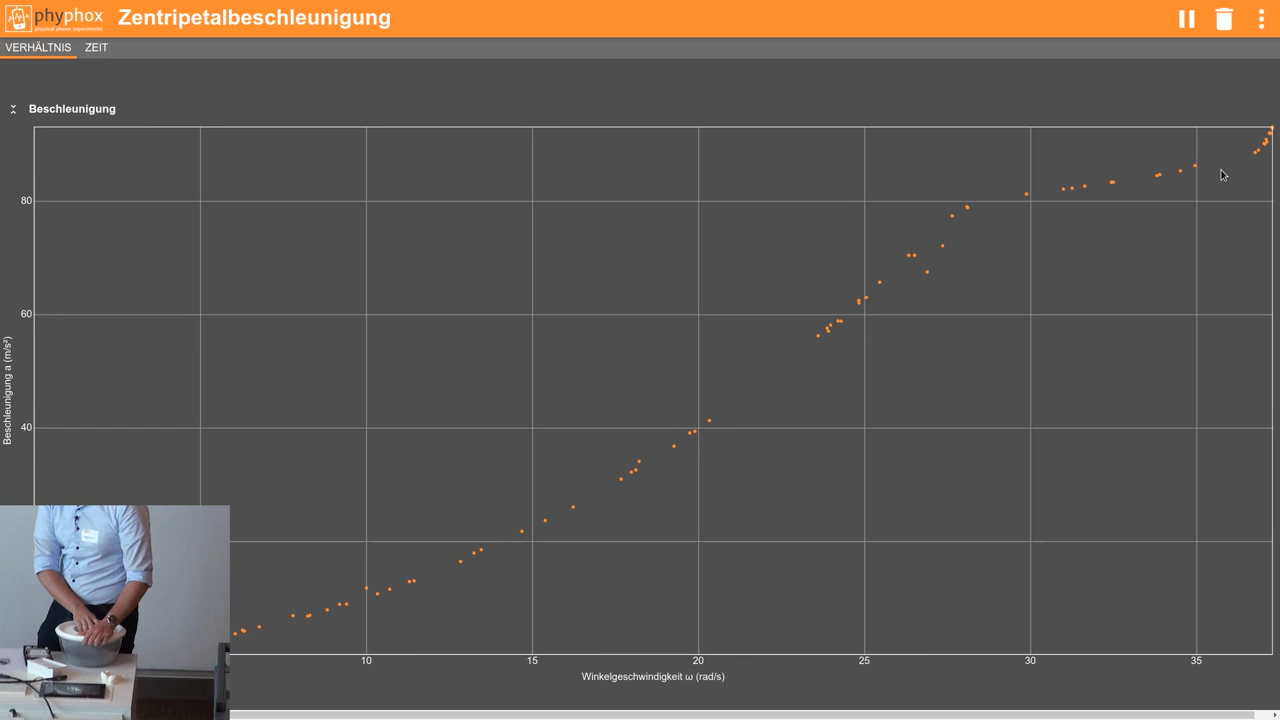 phyphox
physical phone experiments
Zentripetalbeschleunigung
VERHÄLTNIS ZEIT
Beschleunigung
80
60
40
Beschleunigung a (m/s²)
10 15 20 25 30 35
Winkelgeschwindigkeit ω (rad/s)